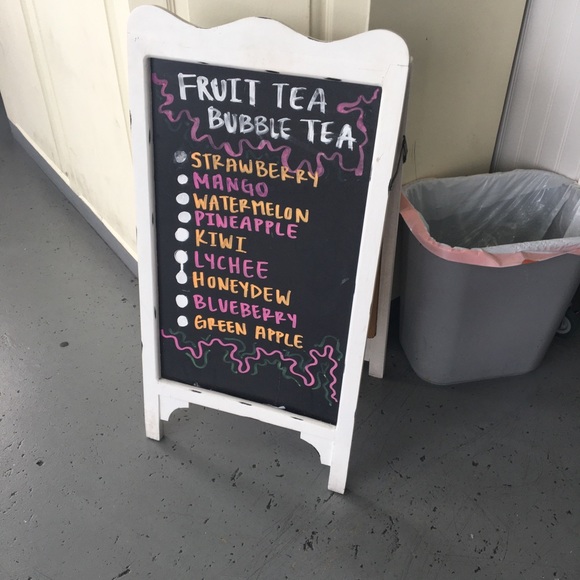 FRUIT TEA
BUBBLE TEA
STRAWBERRY
MANGO
WATERMELON
PINEAPPLE
KIWI
LYCHEE
HONEYDEW
BLUEBERRY
GREEN APPLE